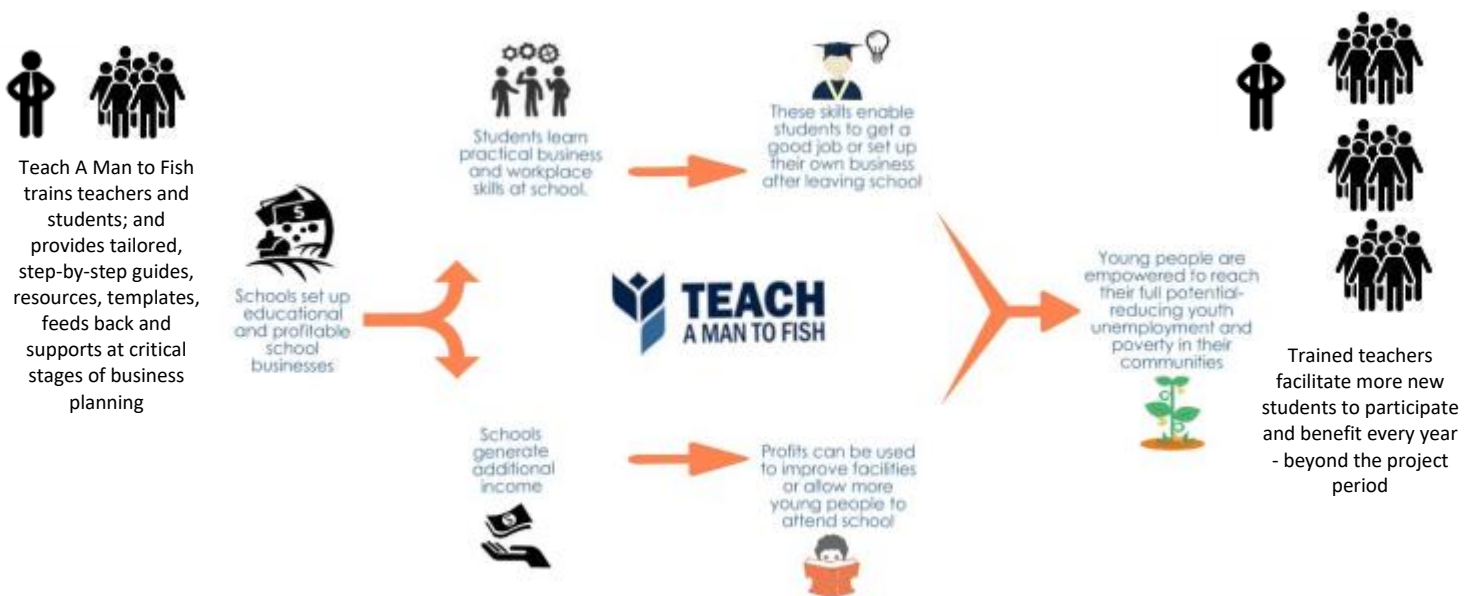 Teach A Man to Fish
trains teachers and
students; and
provides tailored,
step-by-step guides,
resources, templates,
feeds back and
supports at critical
stages of business
planning
Schools set up
educational
and profitable
school
businesses
Students learn
practical business
and workplace
skills at school.
These skills enable
students to get a
good job or set up
their own business
after leaving school
TEACH
A MAN TO FISH
Schools
generate
additional
income
Profits can be used
to improve facilities
or allow more
young people to
attend school
Young people are
empowered to reach
their full potential-
reducing youth
unemployment and
poverty in their
communities
Trained teachers
facilitate more new
students to participate
and benefit every year
- beyond the project
period